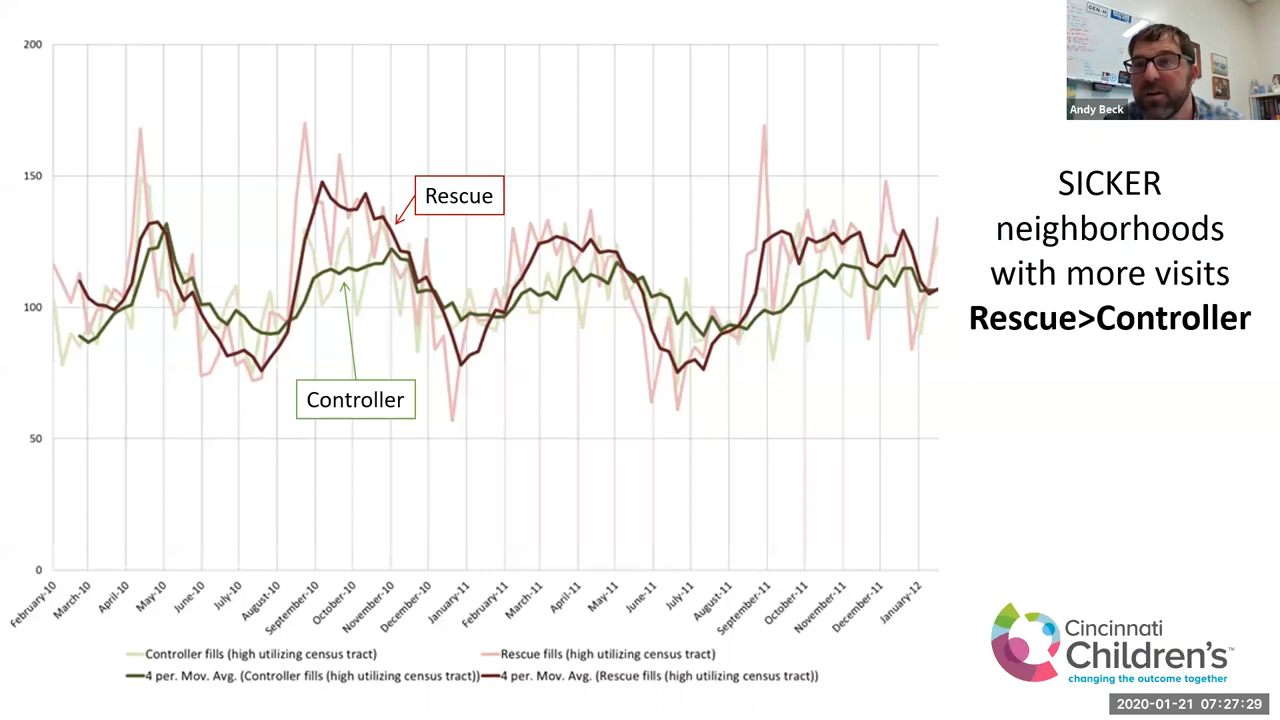 200
150
100
50
0
Rescue
Controller
February-10
March-10
April-10
May-10
June-10
July-10
August-10
September-10
October-10
November-10
December-10
January-11
February-11
March-11
April-11
May-11
June-11
July-11
August-11
September-11
October-11
November-11
December-11
January-12
Controller fills (high utilizing census tract)
Rescue fills (high utilizing census tract)
4 per. Mov. Avg. (Controller fills (high utilizing census tract))
4 per. Mov. Avg. (Rescue fills (high utilizing census tract))
Andy Beck
SICKER
neighborhoods
with more visits
Rescue>Controller
Cincinnati
Children's™
changing the outcome together
2020-01-21 07:27:29